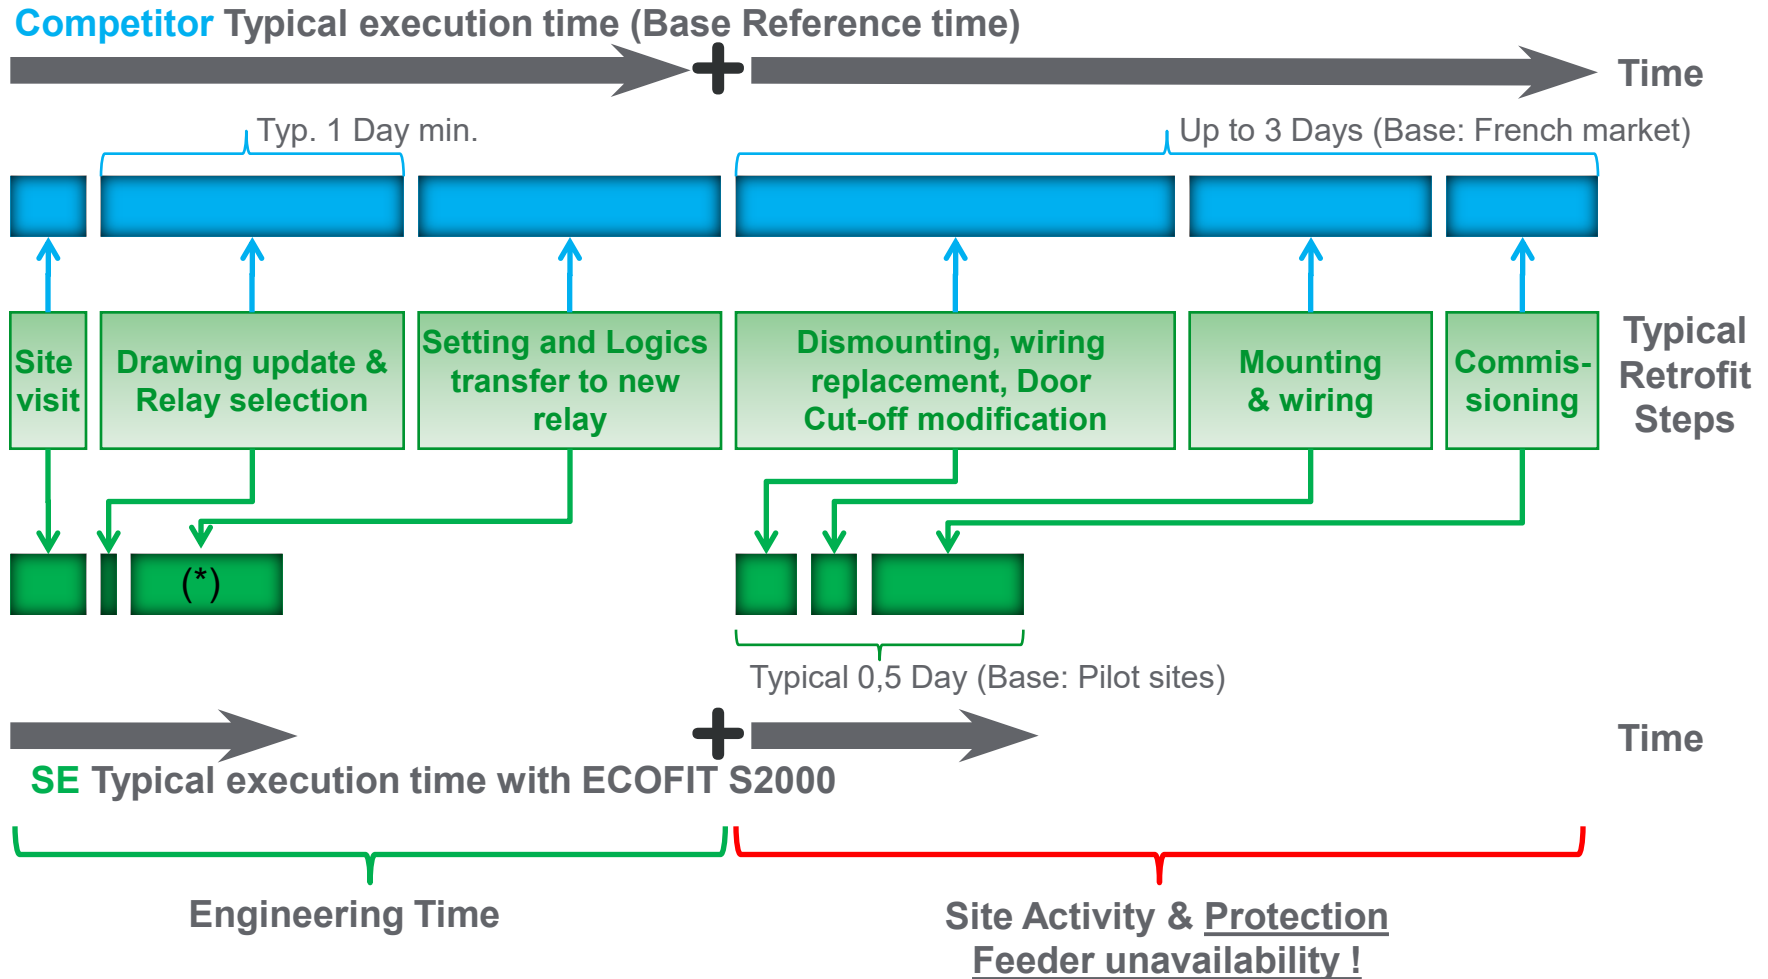 Competitor Typical execution time (Base Reference time)
Time
Typ. 1 Day min.
Up to 3 Days (Base: French market)
Site
visit
Drawing update &
Relay selection
Setting and Logics
transfer to new
relay
Dismounting, wiring
replacement, Door
Cut-off modification
Mounting
& wiring
Commis-
sioning
Typical
Retrofit
Steps
(*)
Typical 0,5 Day (Base: Pilot sites)
Time
SE Typical execution time with ECOFIT S2000
Engineering Time
Site Activity & Protection
Feeder unavailability !